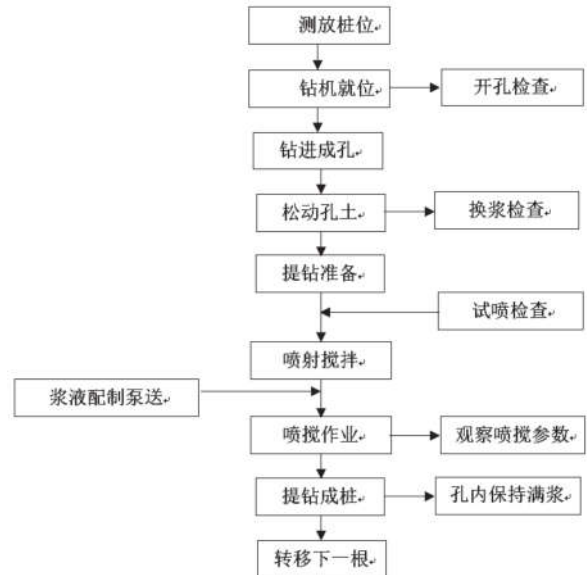 测放桩位
钻机就位
开孔检查
钻进成孔
松动孔土
换浆检查
提钻准备
试喷检查
喷射搅拌
浆液配制泵送
喷搅作业
观察喷搅参数
提钻成桩
孔内保持满浆
转移下一根